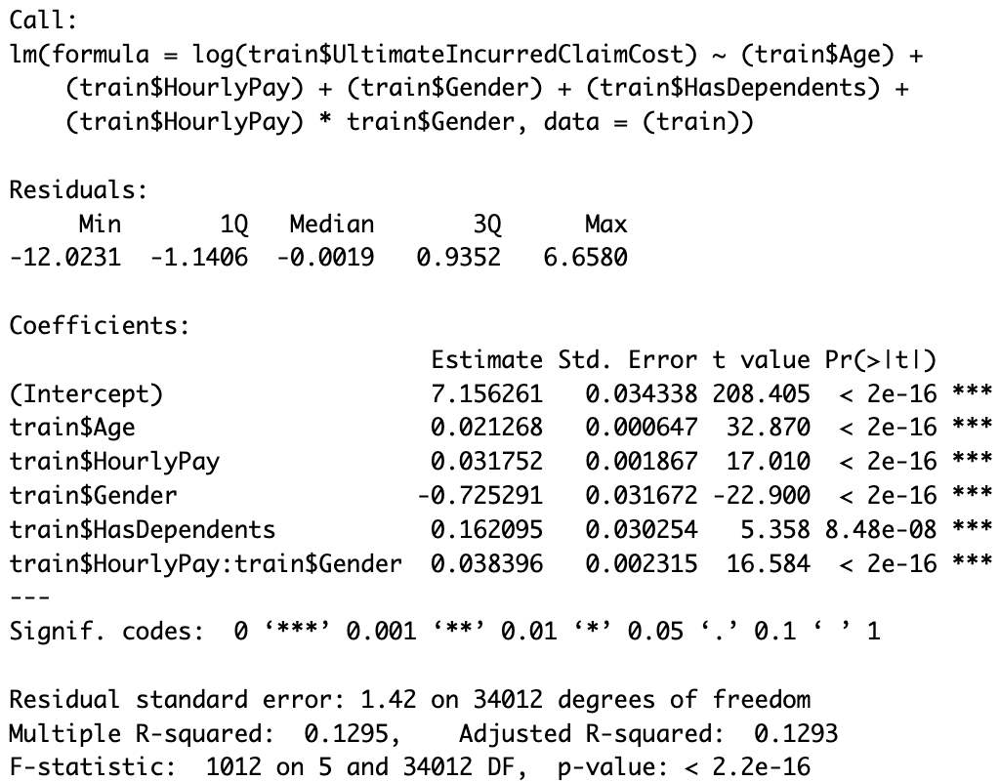 Call:
lm(formula = log(train$UltimateIncurredClaimCost) ~ (train$Age) +
    (train$HourlyPay) + (train$Gender) + (train$HasDependents) +
    (train$HourlyPay) * train$Gender, data = (train))

Residuals:
     Min       1Q   Median       3Q      Max
-12.0231  -1.1406  -0.0019   0.9352   6.6580

Coefficients:
                              Estimate Std. Error t value Pr(>|t|)
(Intercept)                   7.156261   0.034338 208.405  < 2e-16 ***
train$Age                     0.021268   0.000647  32.870  < 2e-16 ***
train$HourlyPay               0.031752   0.001867  17.010  < 2e-16 ***
train$Gender                 -0.725291   0.031672 -22.900  < 2e-16 ***
train$HasDependents           0.162095   0.030254   5.358 8.48e-08 ***
train$HourlyPay:train$Gender  0.038396   0.002315  16.584  < 2e-16 ***
---
Signif. codes:  0 ‘***’ 0.001 ‘**’ 0.01 ‘*’ 0.05 ‘.’ 0.1 ‘ ’ 1

Residual standard error: 1.42 on 34012 degrees of freedom
Multiple R-squared:  0.1295,    Adjusted R-squared:  0.1293
F-statistic:  1012 on 5 and 34012 DF,  p-value: < 2.2e-16